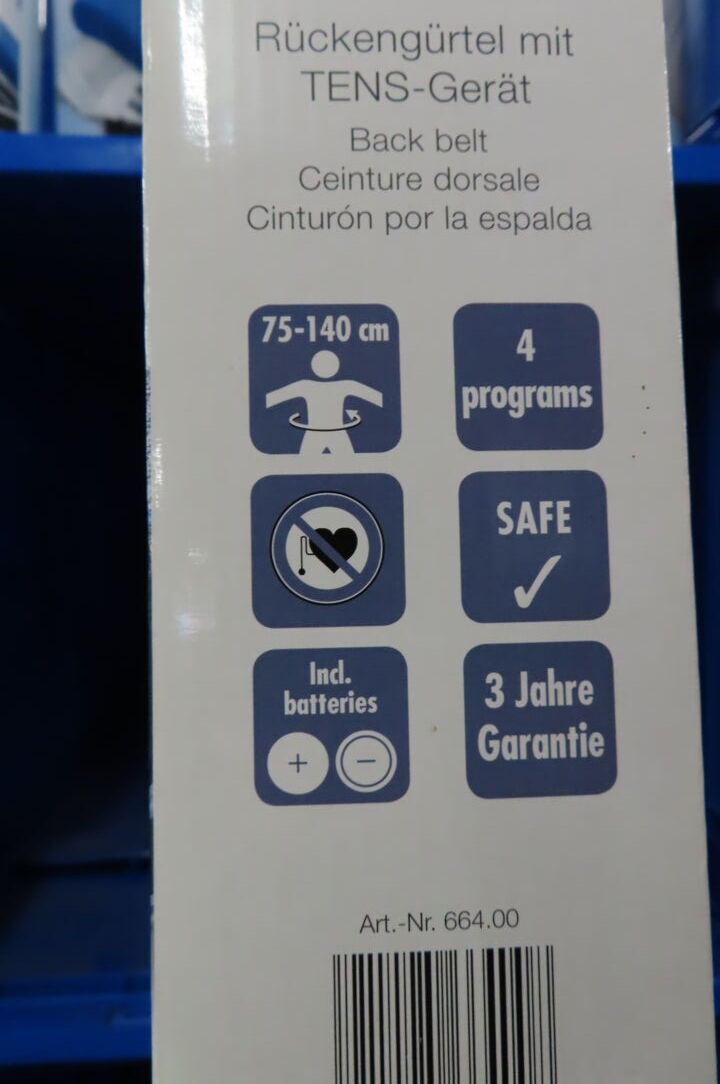 Rückengürtel mit
TENS-Gerät
Back belt
Ceinture dorsale
Cinturón por la espalda
75-140 cm
4
programs
SAFE
Incl.
batteries
+ −
3 Jahre
Garantie
Art.-Nr. 664.00